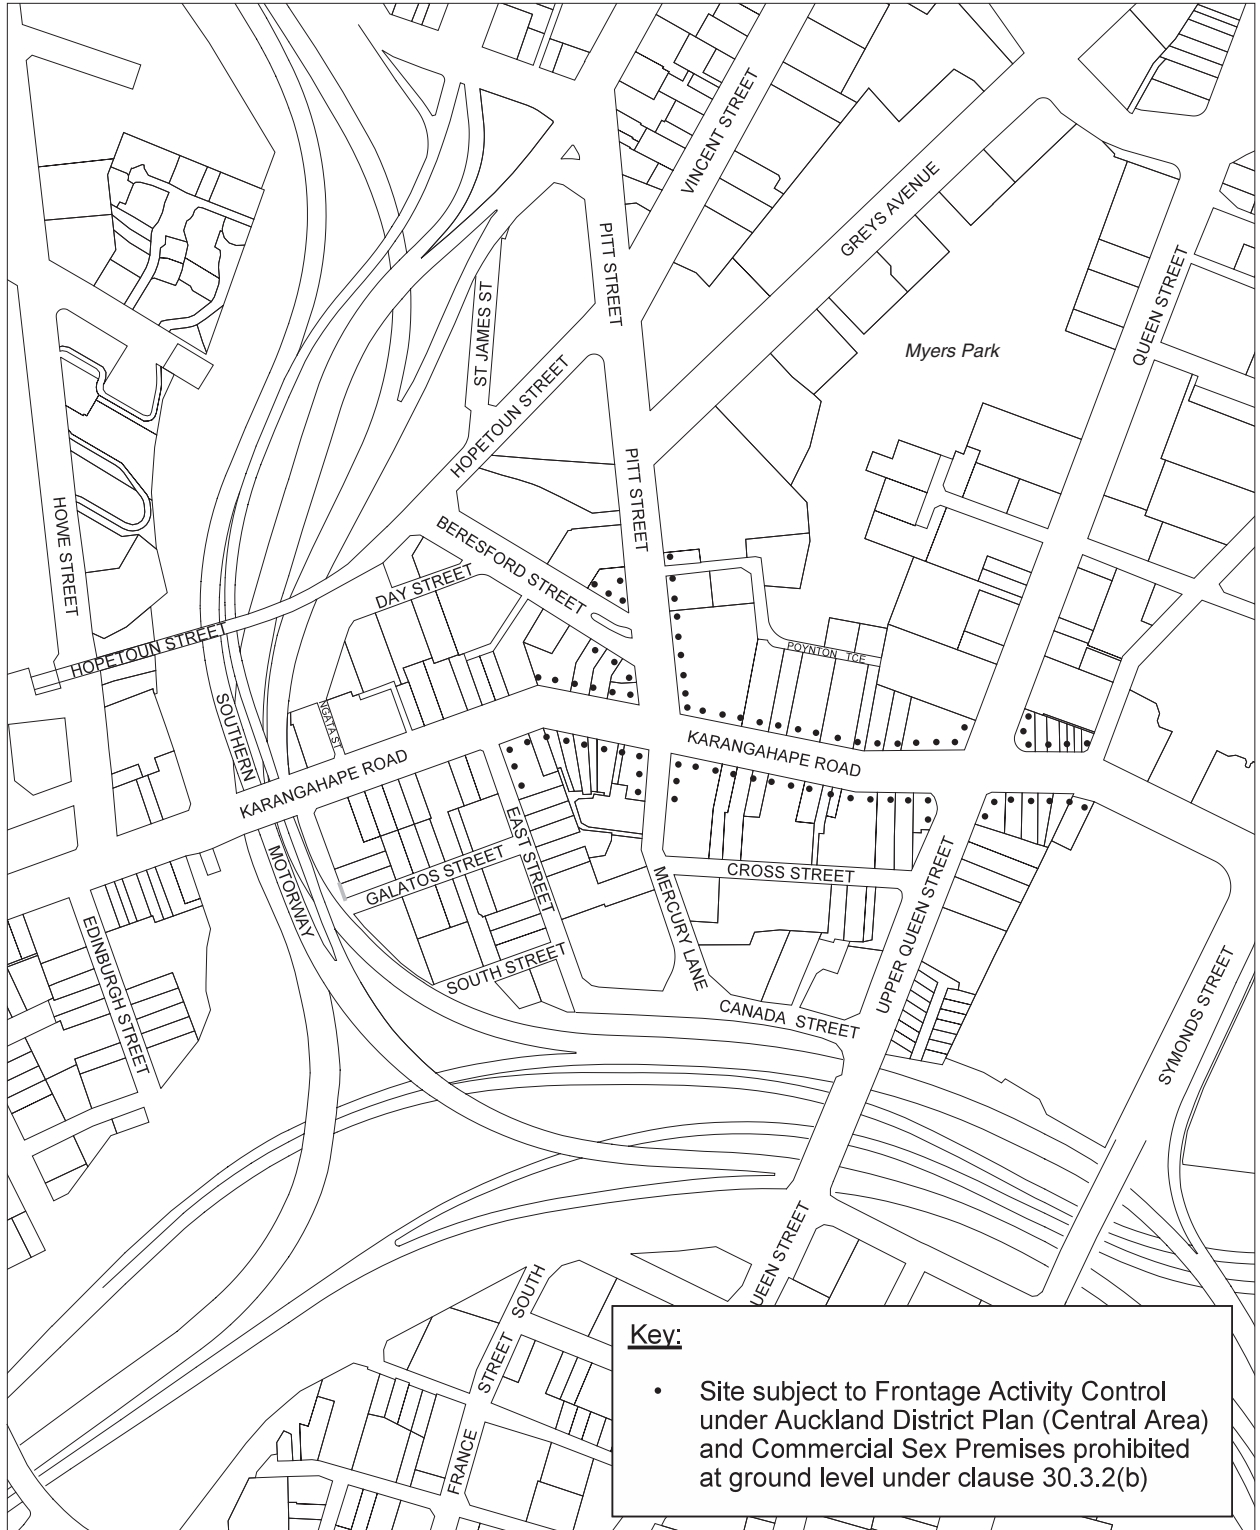 VINCENT STREET
GREYS AVENUE
PITT STREET
QUEEN STREET
ST JAMES ST
Myers Park
HOPETOUN STREET
PITT STREET
HOWE STREET
BERESFORD STREET
DAY STREET
HOPETOUN STREET
POYNTON TCE
SOUTHERN
NGATA ST
KARANGAHAPE ROAD
KARANGAHAPE ROAD
EAST STREET
MOTORWAY
GALATOS STREET
CROSS STREET
MERCURY LANE
UPPER QUEEN STREET
EDINBURGH STREET
SOUTH STREET
CANADA STREET
SYMONDS STREET
UEEN STREET
FRANCE STREET SOUTH
Key:
• Site subject to Frontage Activity Control
under Auckland District Plan (Central Area)
and Commercial Sex Premises prohibited
at ground level under clause 30.3.2(b)